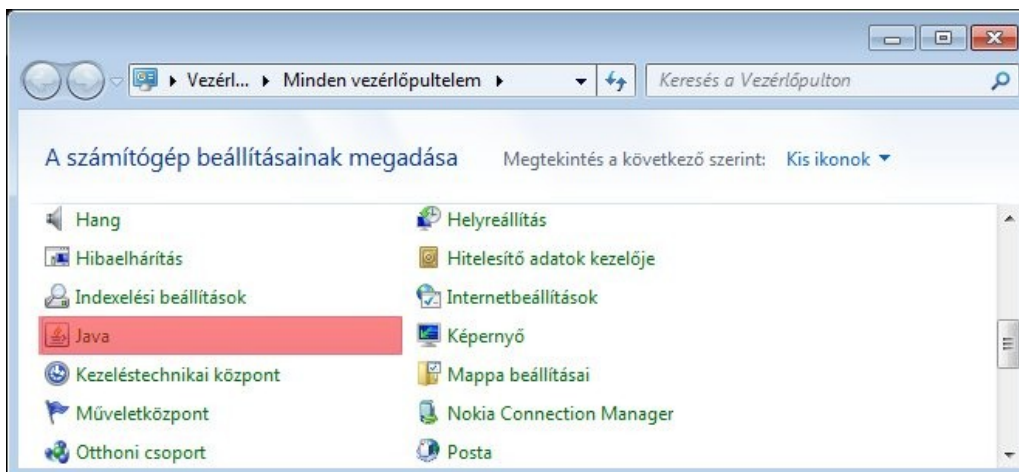 Vezérl... Minden vezérlőpultelem Keresés a Vezérlőpulton
A számítógép beállításainak megadása Megtekintés a következő szerint: Kis ikonok
Hang Helyreállítás
Hibaelhárítás Hitelesítő adatok kezelője
Indexelési beállítások Internetbeállítások
Java Képernyő
Kezeléstechnikai központ Mappa beállításai
Műveletközpont Nokia Connection Manager
Otthoni csoport Posta